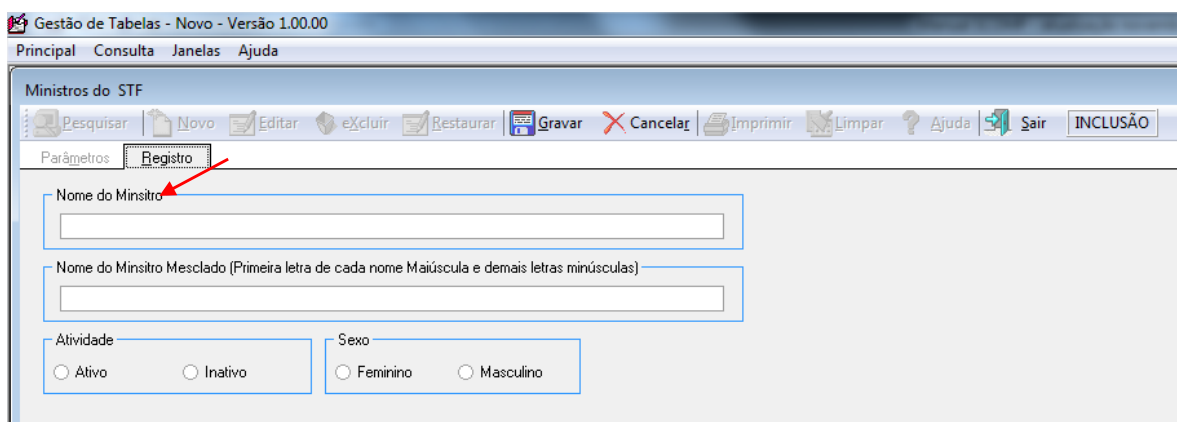 Gestão de Tabelas - Novo - Versão 1.00.00
Principal Consulta Janelas Ajuda
Ministros do STF
Pesquisar Novo Editar eXcluir Restaurar Gravar Cancelar Imprimir Limpar Ajuda Sair INCLUSÃO
Parâmetros Registro
Nome do Minsitro
Nome do Minsitro Mesclado (Primeira letra de cada nome Maiúscula e demais letras minúsculas)
Atividade Sexo
Ativo Inativo Feminino Masculino